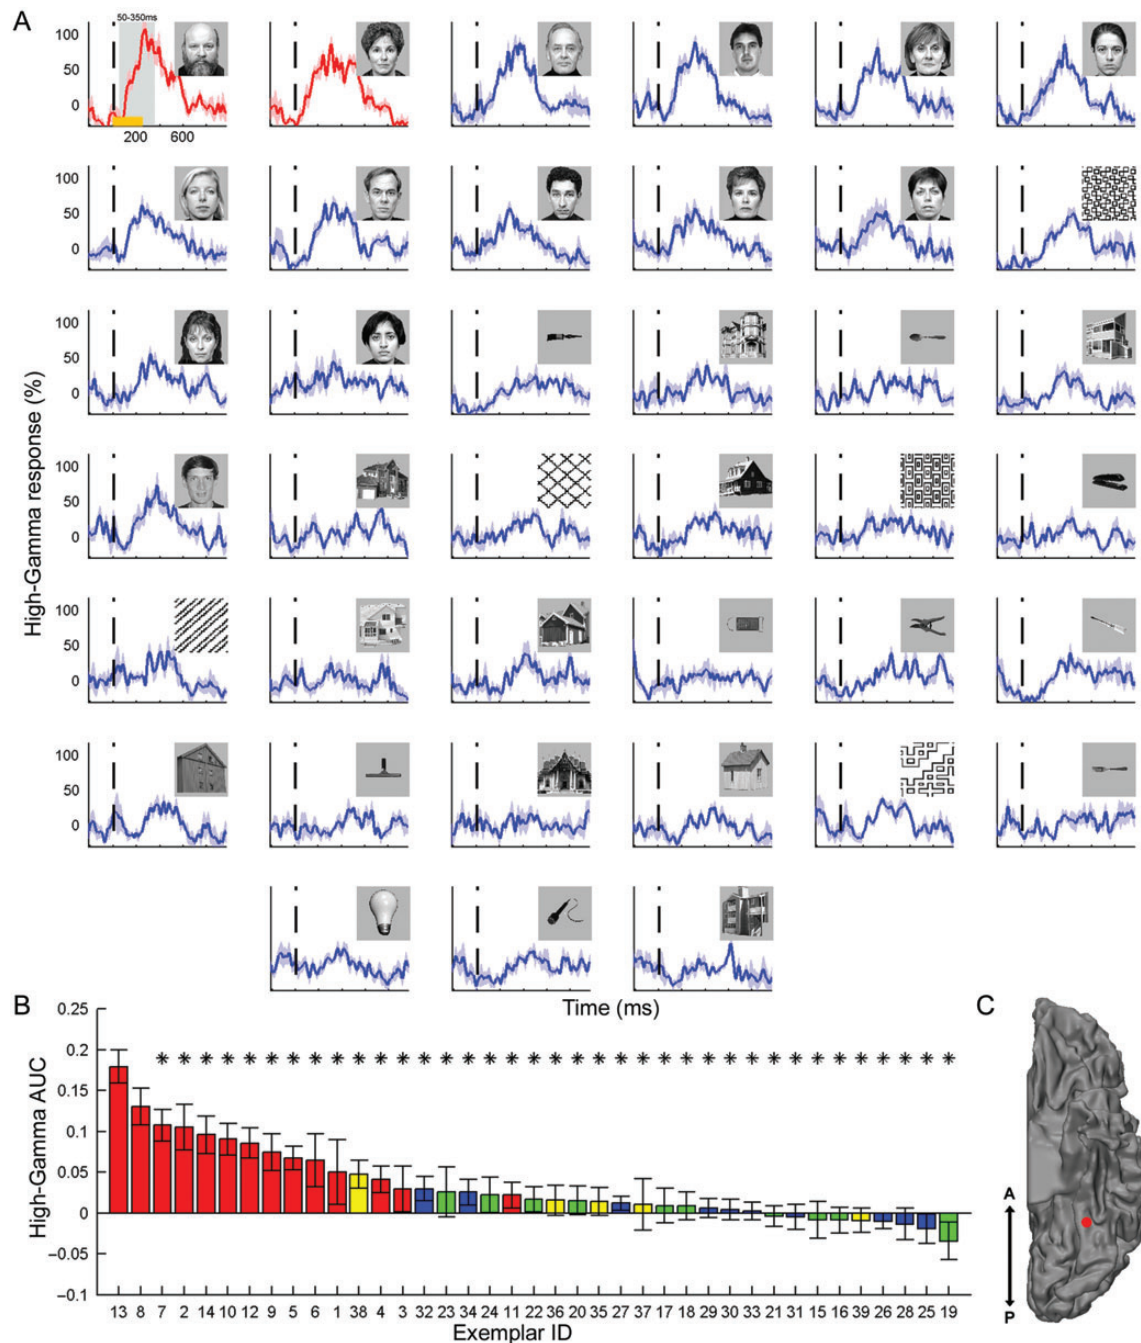 A
High-Gamma response (%)
50-350ms
100
50
0
200 600
100
50
0
100
50
0
100
50
0
100
50
0
100
50
0
Time (ms)
B
High-Gamma AUC
0.25
0.2
0.15
0.1
0.05
0
−0.05
−0.1
* * * * * * * * * * * * * * * * * * * * * * * * * * * * * * * * * * * * *
13 8 7 2 14 10 12 9 5 6 1 38 4 3 32 23 34 24 11 22 36 20 35 27 37 17 18 29 30 33 21 31 15 16 39 26 28 25 19
Exemplar ID
C
A
P